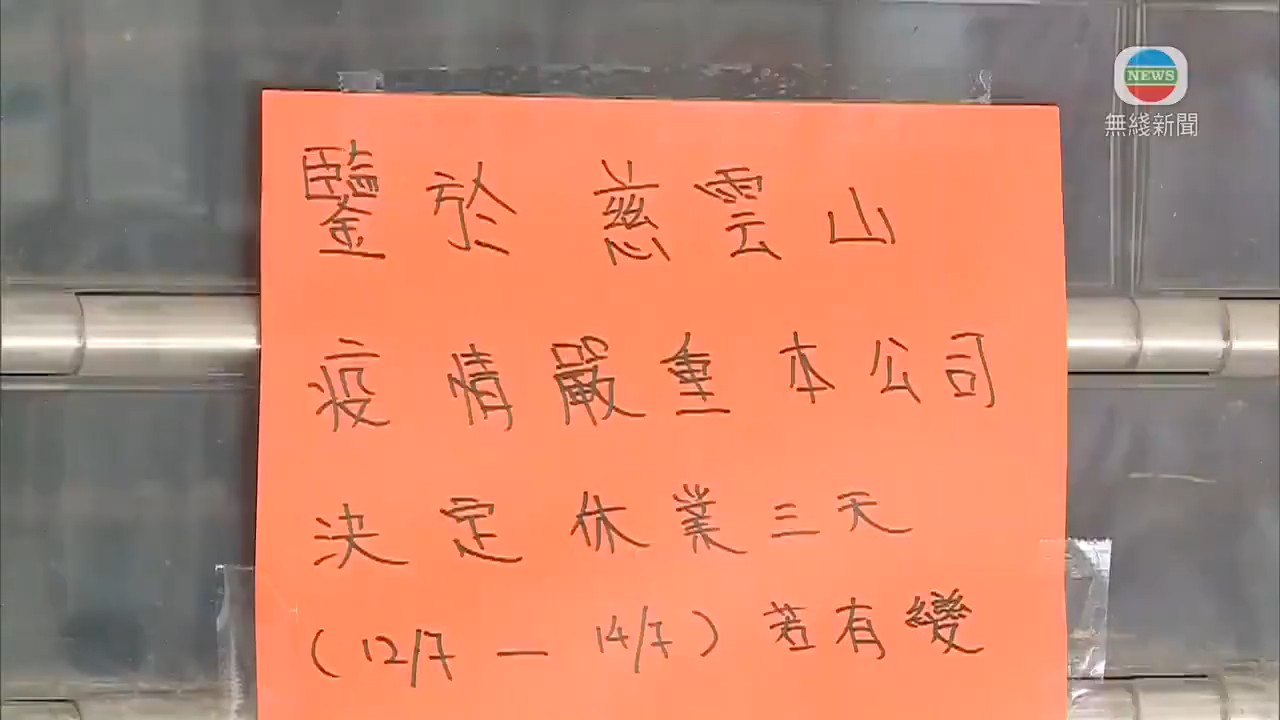 NEWS
無綫新聞
鑒於慈雲山
疫情嚴重本公司
決定休業三天
(12/7 — 14/7) 若有變